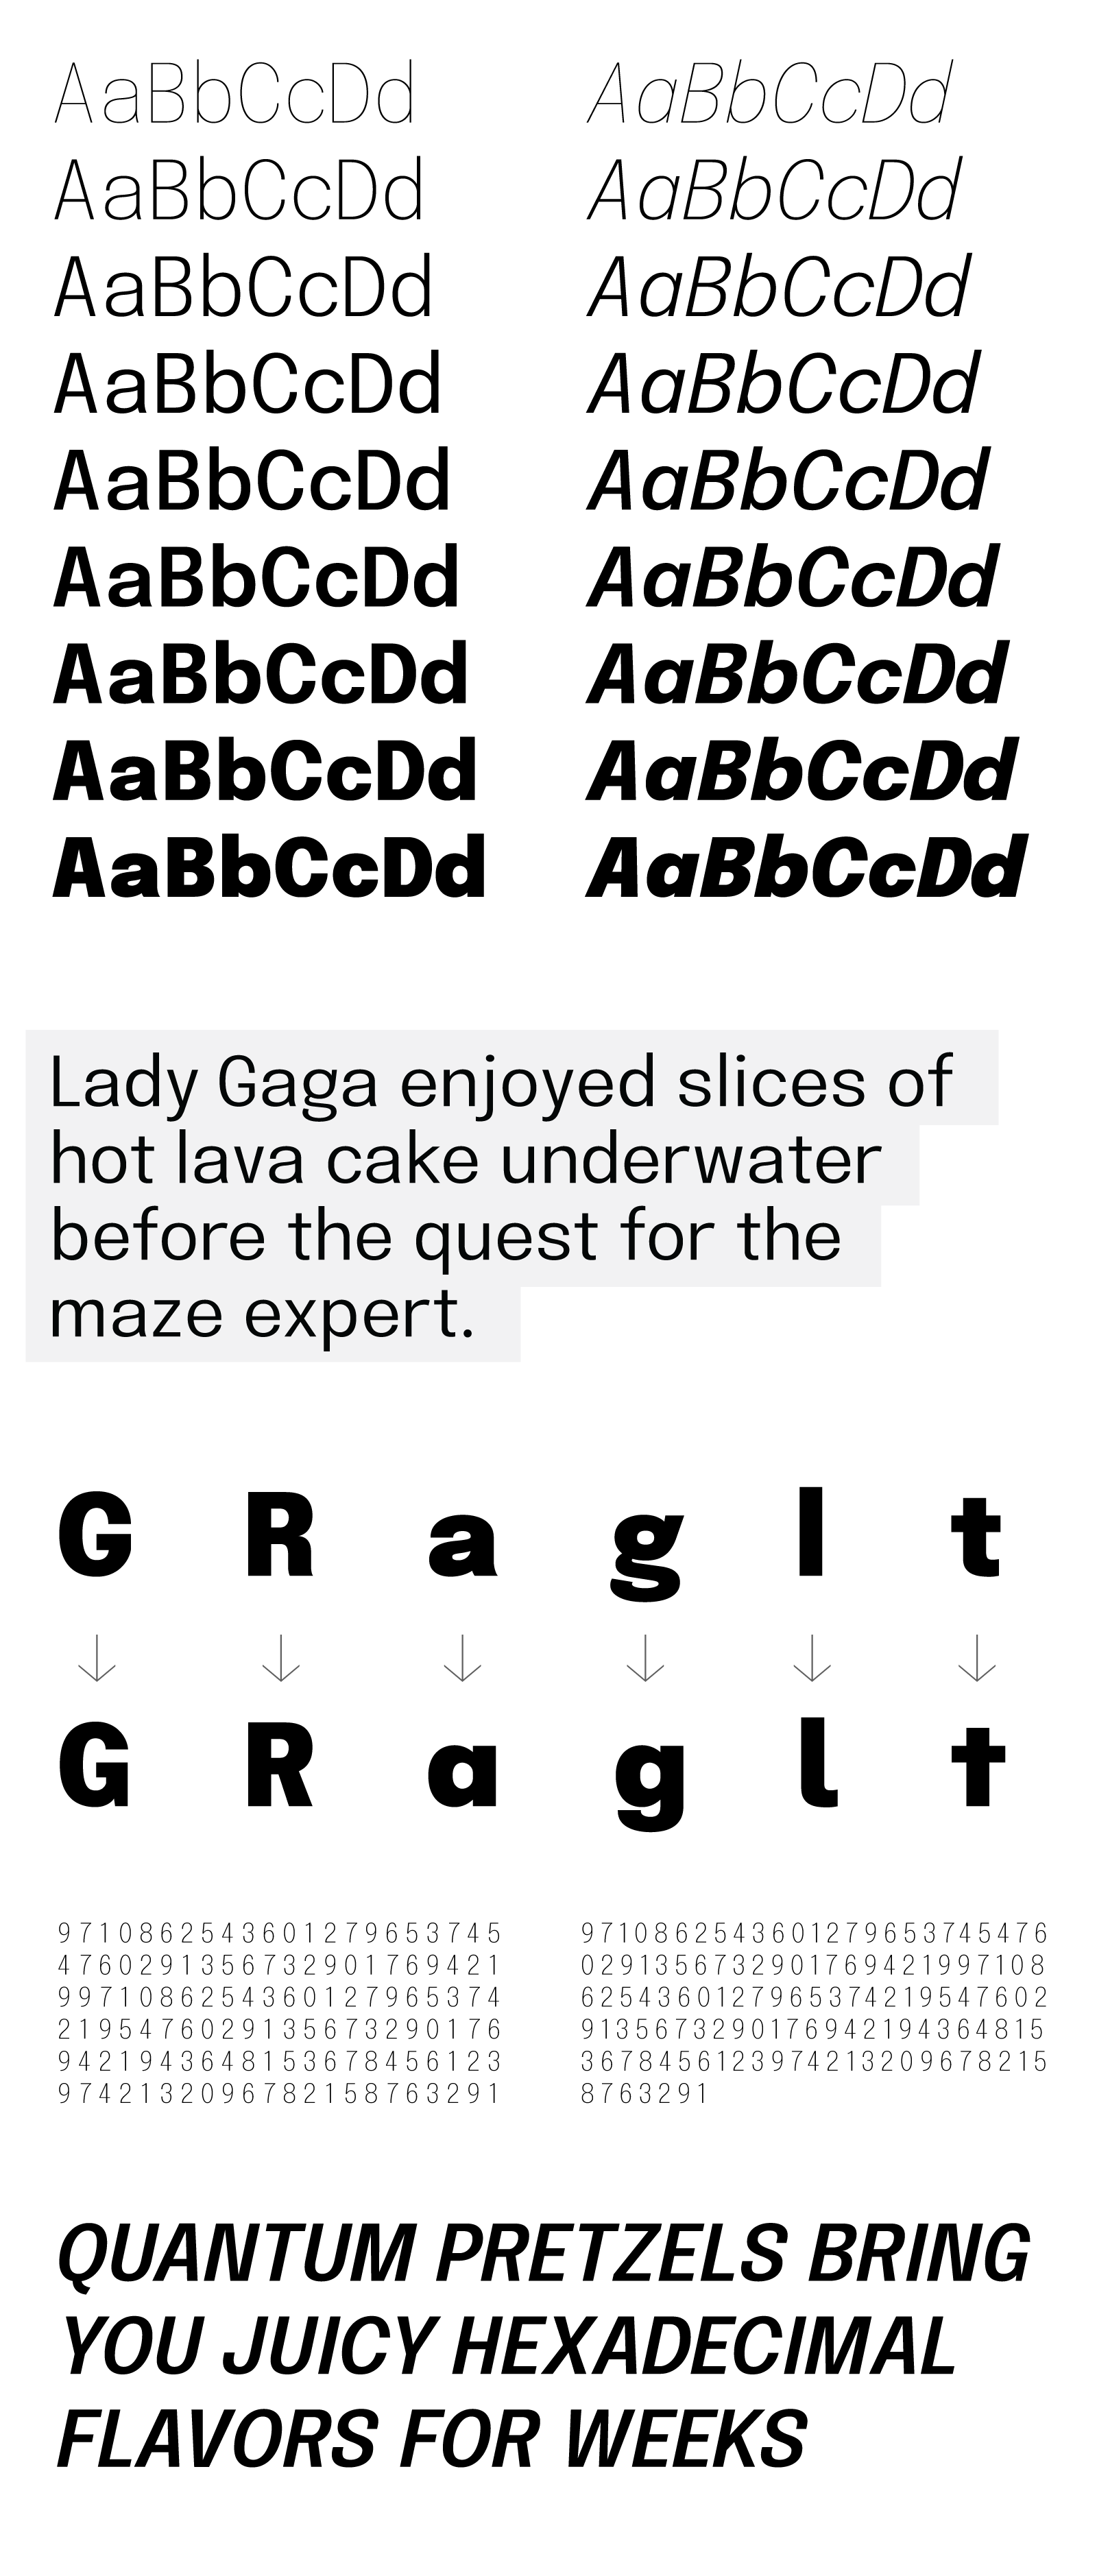 AaBbCcDd AaBbCcDd
AaBbCcDd AaBbCcDd
AaBbCcDd AaBbCcDd
AaBbCcDd AaBbCcDd
AaBbCcDd AaBbCcDd
AaBbCcDd AaBbCcDd
AaBbCcDd AaBbCcDd
AaBbCcDd AaBbCcDd
AaBbCcDd AaBbCcDd
Lady Gaga enjoyed slices of
hot lava cake underwater
before the quest for the
maze expert.
G R a g l t
↓ ↓ ↓ ↓ ↓ ↓
G R a g l t
9710862543601279653745
4760291356732901769421
9971086254360127965374
2195476029135673290176
9421943648153678456123
9742132096782158763291
9710862543601279653745476
0291356732901769421997108
6254360127965374219547602
9135673290176942194364815
3678456123974213209678215
8763291
QUANTUM PRETZELS BRING
YOU JUICY HEXADECIMAL
FLAVORS FOR WEEKS